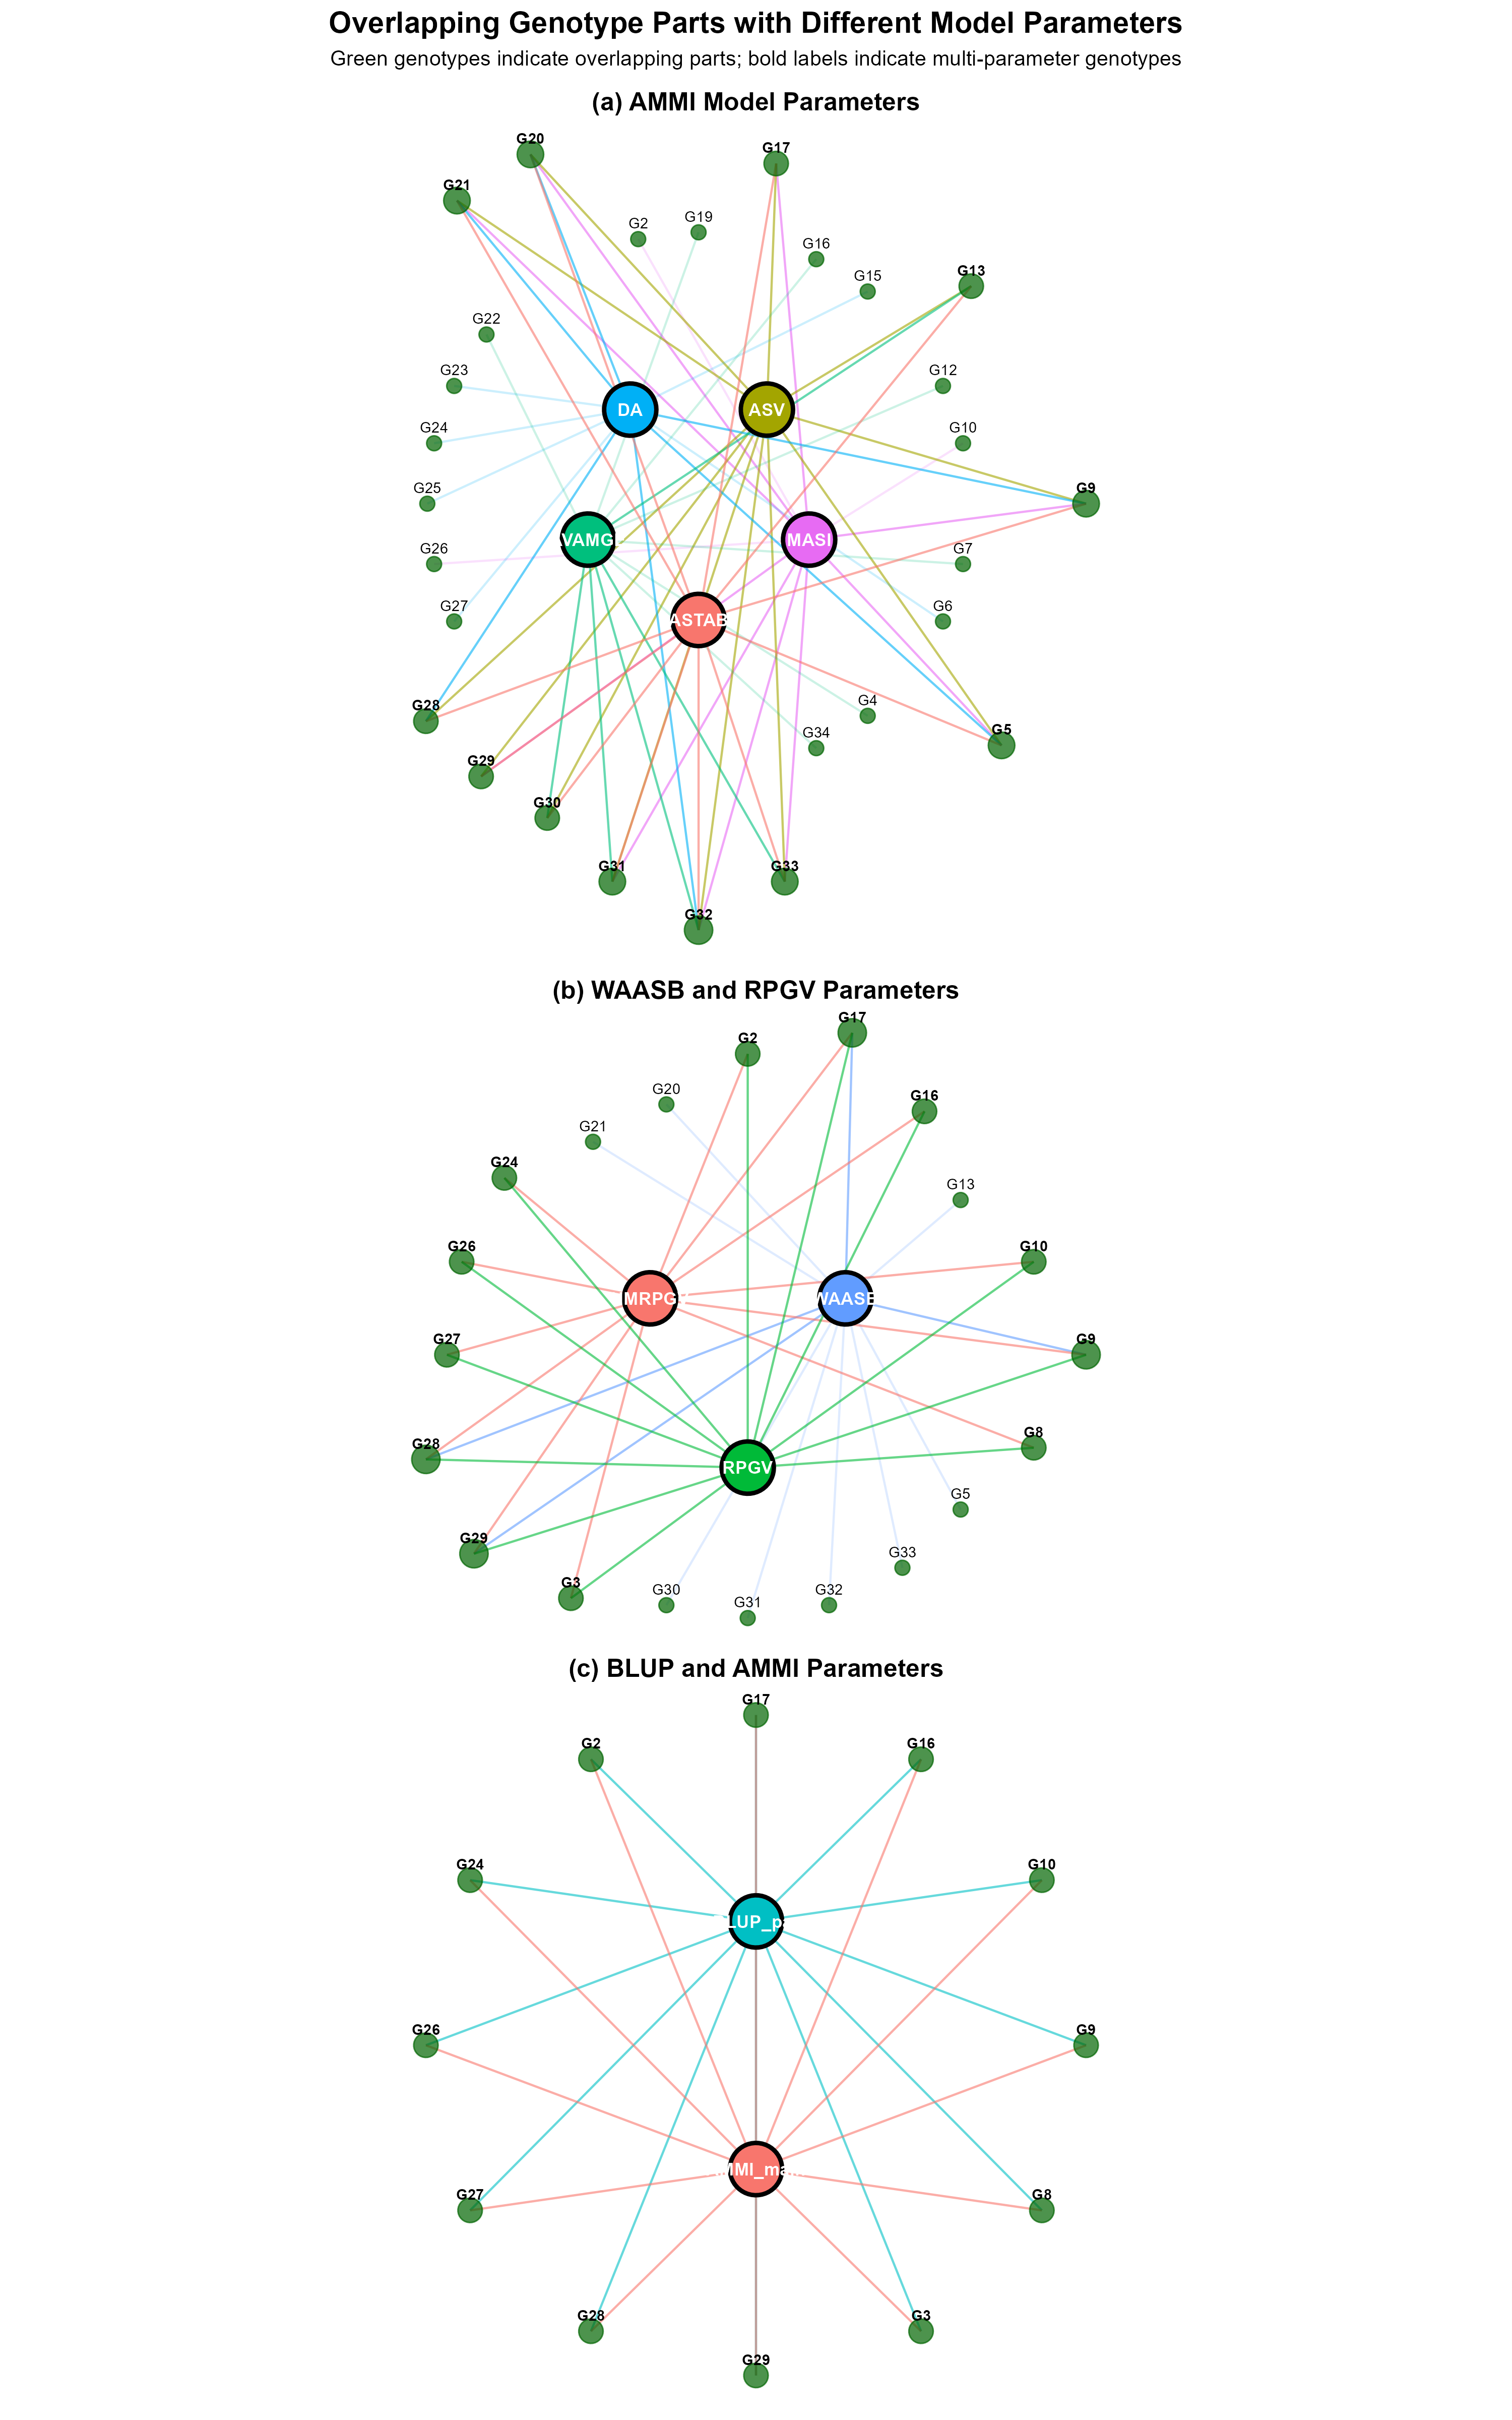 Overlapping Genotype Parts with Different Model Parameters
Green genotypes indicate overlapping parts; bold labels indicate multi-parameter genotypes
(a) AMMI Model Parameters
G20
G17
G21
G19
G2
G16
G13
G15
G22
G23
G12
DA
ASV
G24
G10
G25
G9
VAMG
MASI
G26
G7
G27
G6
ASTAB
G4
G28
G5
G34
G29
G30
G31
G33
G32
(b) WAASB and RPGV Parameters
G17
G2
G20
G16
G21
G24
G13
G26
G10
MRPG
WAASB
G27
G9
G28
G8
RPGV
G5
G29
G33
G3
G30
G32
G31
(c) BLUP and AMMI Parameters
G17
G2
G16
G24
G10
LUP_p
G26
G9
MMI_ma
G27
G8
G28
G3
G29